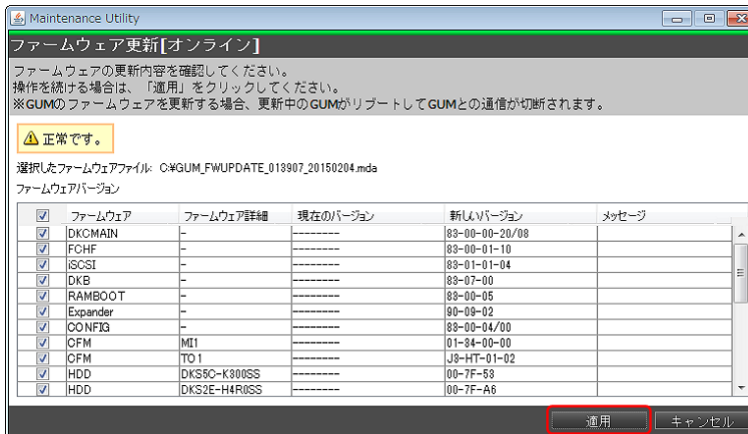 Maintenance Utility
ファームウェア更新[オンライン]
ファームウェアの更新内容を確認してください。
操作を続ける場合は、「適用」をクリックしてください。
※GUMのファームウェアを更新する場合、更新中のGUMがリブートしてGUMとの通信が切断されます。
正常です。
選択したファームウェアファイル: C:¥GUM_FWUPDATE_013907_20150204.mda
ファームウェアバージョン
ファームウェア ファームウェア詳細 現在のバージョン 新しいバージョン メッセージ
DKCMAIN - -------- 83-00-00-20/08
FCHF - -------- 83-00-01-10
iSCSI - -------- 83-01-01-04
DKB - -------- 83-07-00
RAMBOOT - -------- 83-00-05
Expander - -------- 90-09-02
CONFIG - -------- 83-00-04/00
CFM MI1 -------- 01-84-00-00
CFM TO1 -------- J3-HT-01-02
HDD DKS5C-K300SS -------- 00-7F-53
HDD DKS2E-H4R0SS -------- 00-7F-A6
適用 キャンセル